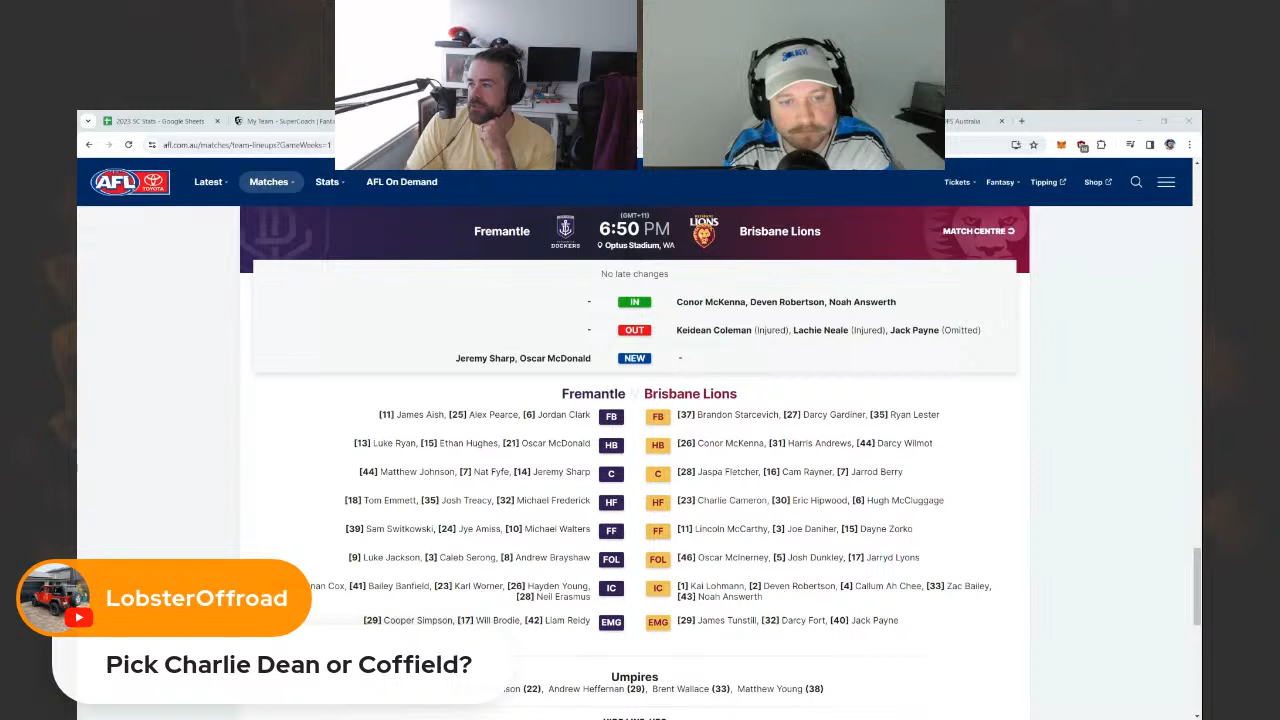 2023 SC Stats - Google Sheets
My Team - SuperCoach (Fanta
Australia
afl.com.au/matches/team-lineups?GameWeeks=1
AFL TOYOTA
Latest
Matches
Stats
AFL On Demand
Tickets
Fantasy
Tipping
Shop
Fremantle
DOCKERS
(GMT+11)
6:50 PM
Optus Stadium, WA
LIONS
Brisbane Lions
MATCH CENTRE
No late changes
- IN Conor McKenna, Deven Robertson, Noah Answerth
- OUT Keidean Coleman (Injured), Lachie Neale (Injured), Jack Payne (Omitted)
Jeremy Sharp, Oscar McDonald NEW -
Fremantle V Brisbane Lions
[11] James Aish, [25] Alex Pearce, [6] Jordan Clark FB FB [37] Brandon Starcevich, [27] Darcy Gardiner, [35] Ryan Lester
[13] Luke Ryan, [15] Ethan Hughes, [21] Oscar McDonald HB HB [26] Conor McKenna, [31] Harris Andrews, [44] Darcy Wilmot
[44] Matthew Johnson, [7] Nat Fyfe, [14] Jeremy Sharp C C [28] Jaspa Fletcher, [16] Cam Rayner, [7] Jarrod Berry
[18] Tom Emmett, [35] Josh Treacy, [32] Michael Frederick HF HF [23] Charlie Cameron, [30] Eric Hipwood, [6] Hugh McCluggage
[39] Sam Switkowski, [24] Jye Amiss, [10] Michael Walters FF FF [11] Lincoln McCarthy, [3] Joe Daniher, [15] Dayne Zorko
[9] Luke Jackson, [3] Caleb Serong, [8] Andrew Brayshaw FOL FOL [46] Oscar McInerney, [5] Josh Dunkley, [17] Jarryd Lyons
nan Cox, [41] Bailey Banfield, [23] Karl Worner, [26] Hayden Young, IC IC [1] Kai Lohmann, [2] Deven Robertson, [4] Callum Ah Chee, [33] Zac Bailey,
[28] Neil Erasmus [43] Noah Answerth
[29] Cooper Simpson, [17] Will Brodie, [42] Liam Reidy EMG EMG [29] James Tunstill, [32] Darcy Fort, [40] Jack Payne
Umpires
son (22), Andrew Heffernan (29), Brent Wallace (33), Matthew Young (38)
LobsterOffroad
Pick Charlie Dean or Coffield?